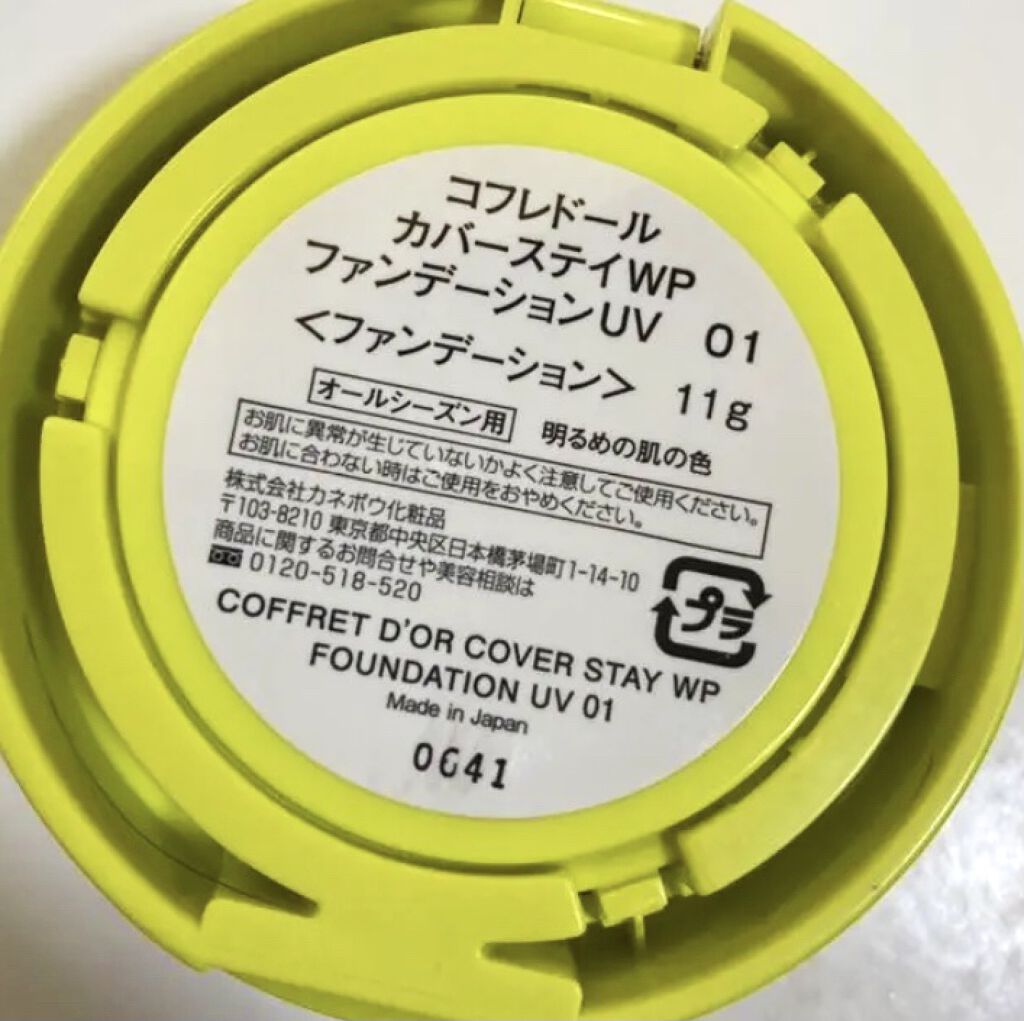 コフレドール
カバーステイWP
ファンデーションUV 01
<ファンデーション> 11g
オールシーズン用 明るめの肌の色
お肌に異常が生じていないかよく注意してご使用ください。
お肌に合わない時はご使用をおやめください。
株式会社カネボウ化粧品
〒103-8210 東京都中央区日本橋茅場町1-14-10
商品に関するお問合せや美容相談は
0120-518-520
プラ
COFFRET D'OR COVER STAY WP
FOUNDATION UV 01
Made in Japan
0641